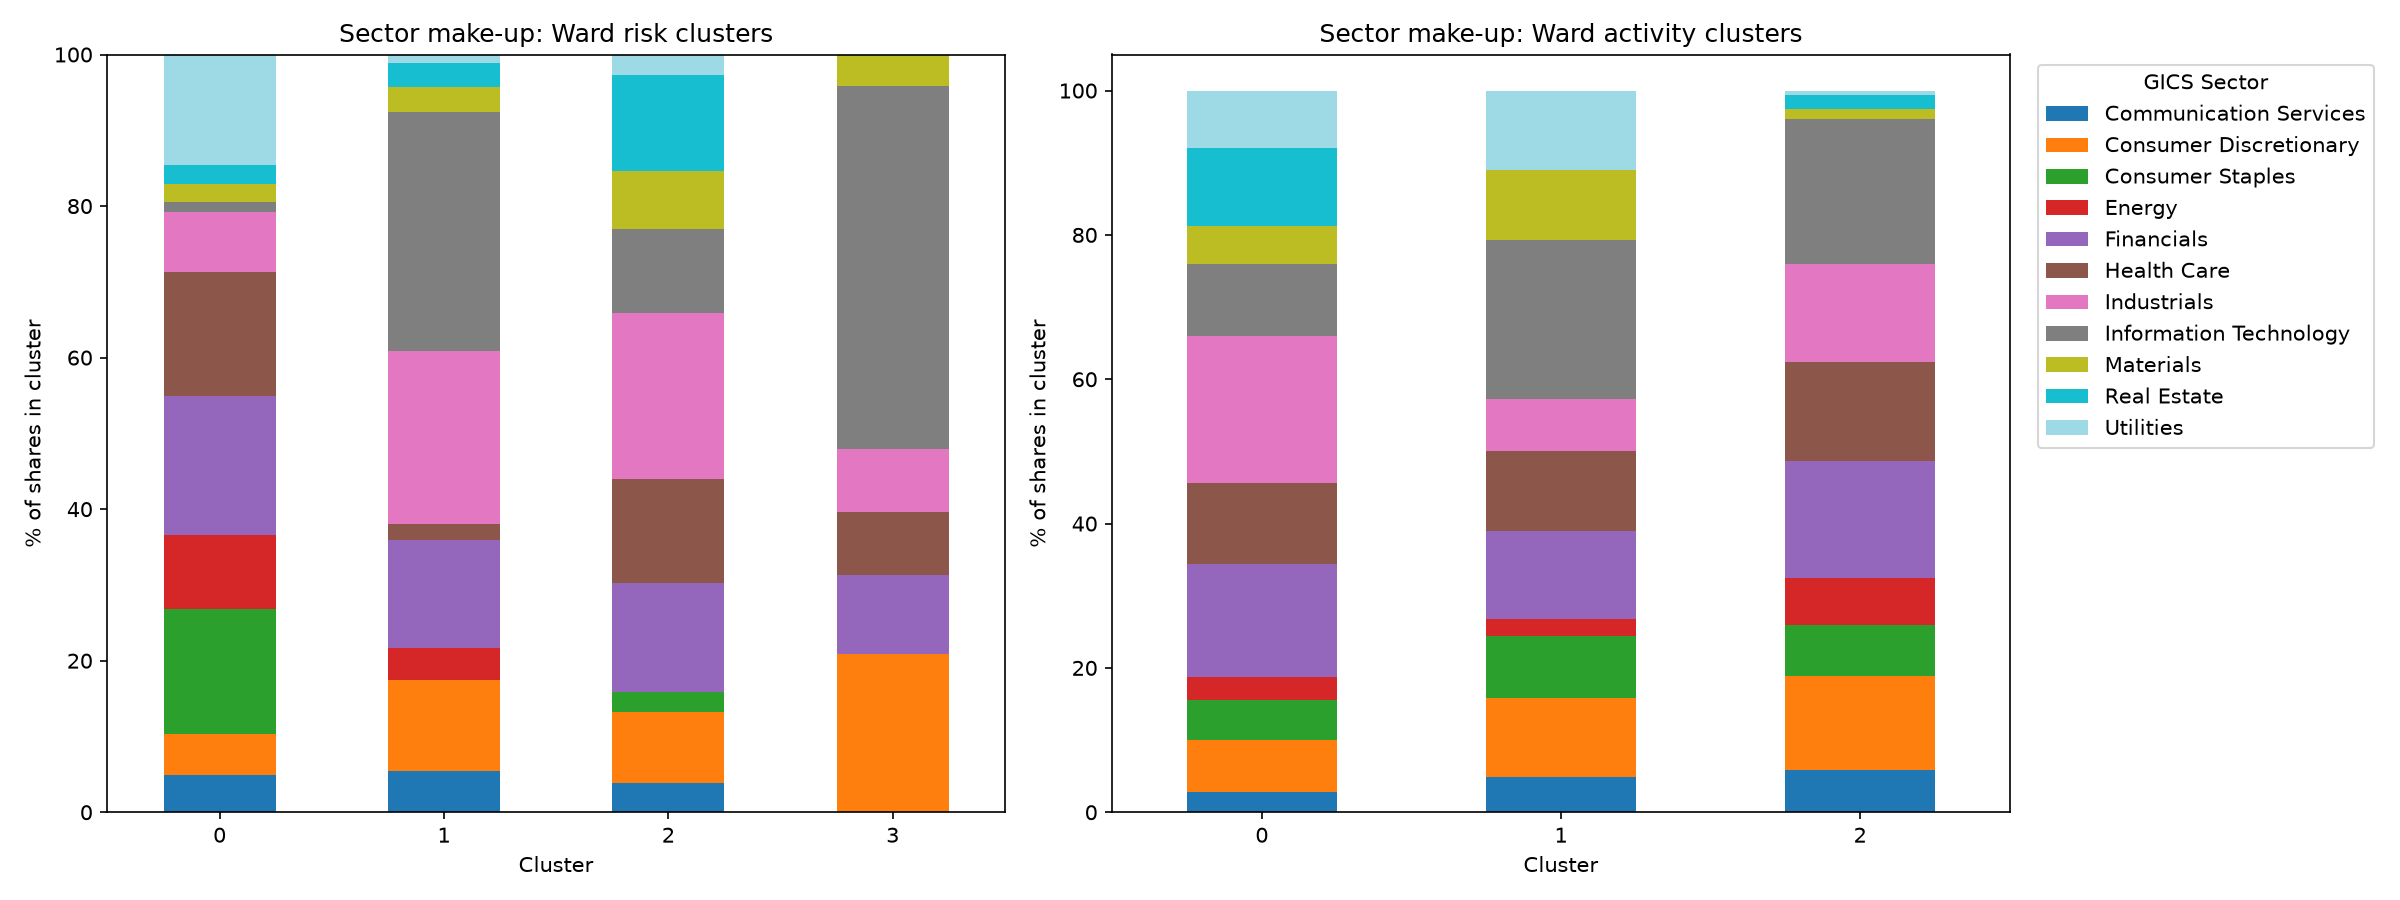 Sector make-up: Ward risk clusters
100
80
60
40
20
0
% of shares in cluster
0 1 2 3
Cluster
Sector make-up: Ward activity clusters
100
80
60
40
20
0
% of shares in cluster
0 1 2
Cluster
GICS Sector
Communication Services
Consumer Discretionary
Consumer Staples
Energy
Financials
Health Care
Industrials
Information Technology
Materials
Real Estate
Utilities